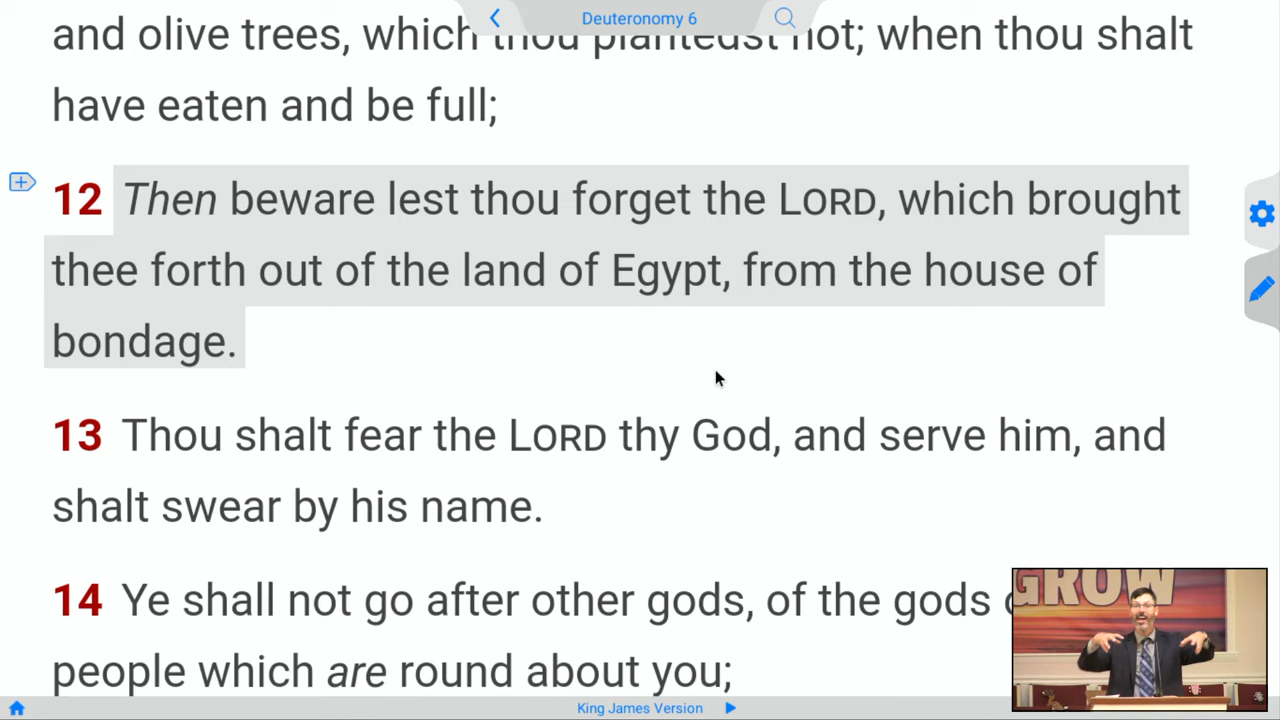 Deuteronomy 6
and olive trees, which thou plantedst not; when thou shalt
have eaten and be full;
12 Then beware lest thou forget the LORD, which brought
thee forth out of the land of Egypt, from the house of
bondage.
13 Thou shalt fear the LORD thy God, and serve him, and
shalt swear by his name.
14 Ye shall not go after other gods, of the gods
people which are round about you;
GROW
King James Version